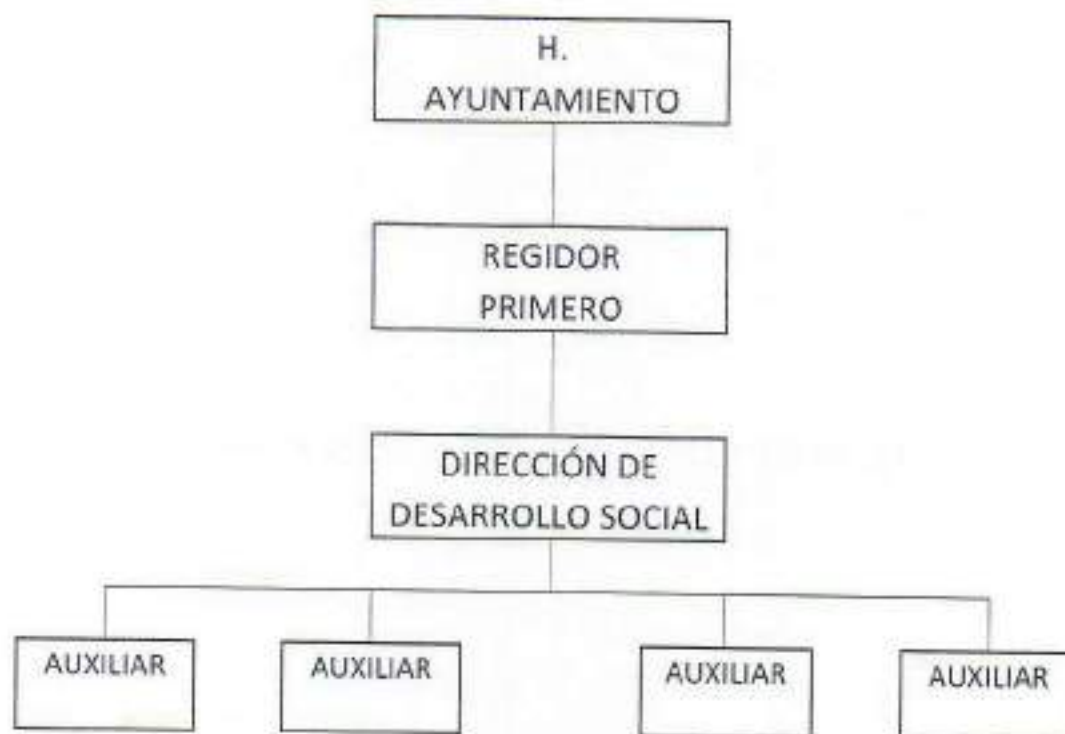 H.
AYUNTAMIENTO
REGIDOR
PRIMERO
DIRECCIÓN DE
DESARROLLO SOCIAL
AUXILIAR
AUXILIAR
AUXILIAR
AUXILIAR